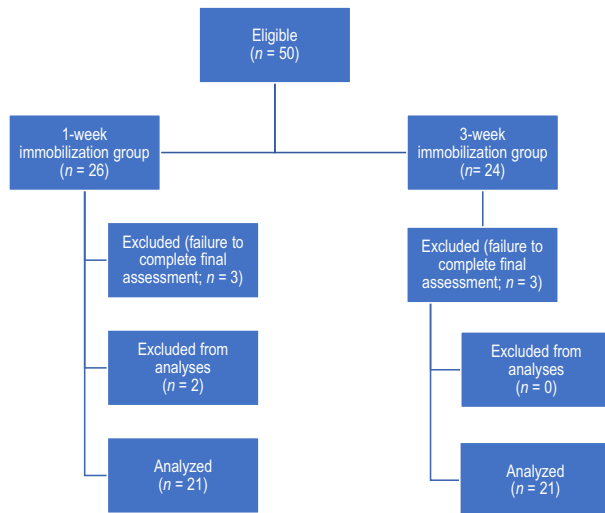 Eligible
(n = 50)
1-week
immobilization group
(n = 26)
3-week
immobilization group
(n= 24)
Excluded (failure to
complete final
assessment; n = 3)
Excluded (failure to
complete final
assessment; n = 3)
Excluded from
analyses
(n = 2)
Excluded from
analyses
(n = 0)
Analyzed
(n = 21)
Analyzed
(n = 21)